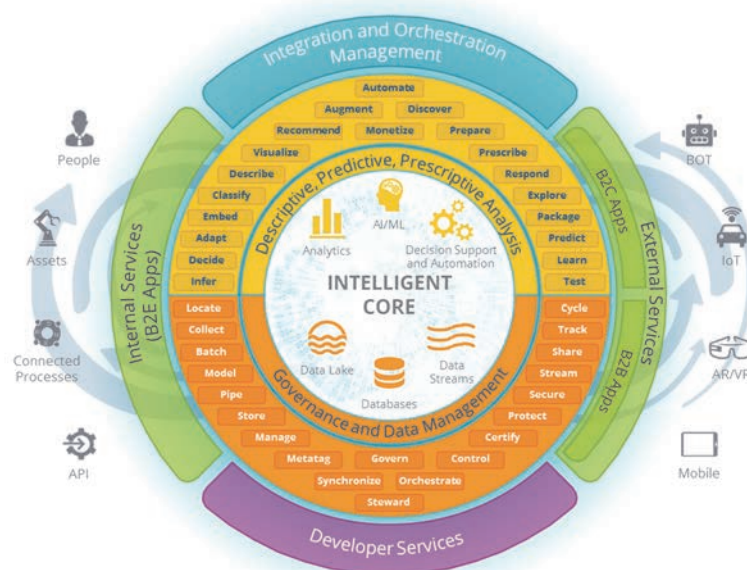 Integration and Orchestration
Management
Automate
Augment Discover
Recommend Monetize Prepare
Visualize Prescribe
Describe Respond
Classify Explore
Embed Package
Adapt Predict
Decide Learn
Infer Test
Descriptive, Predictive, Prescriptive Analysis
AI/ML
Analytics
Decision Support
and Automation
INTELLIGENT
CORE
Data Lake
Data
Streams
Databases
Governance and Data Management
Locate Cycle
Collect Track
Batch Share
Model Stream
Pipe Secure
Store Protect
Manage Certify
Metatag Govern Control
Synchronize Orchestrate
Steward
Developer Services
Internal Services
(B2E Apps)
External Services
B2C Apps
B2B Apps
People
Assets
Connected
Processes
API
BOT
IoT
AR/VR
Mobile